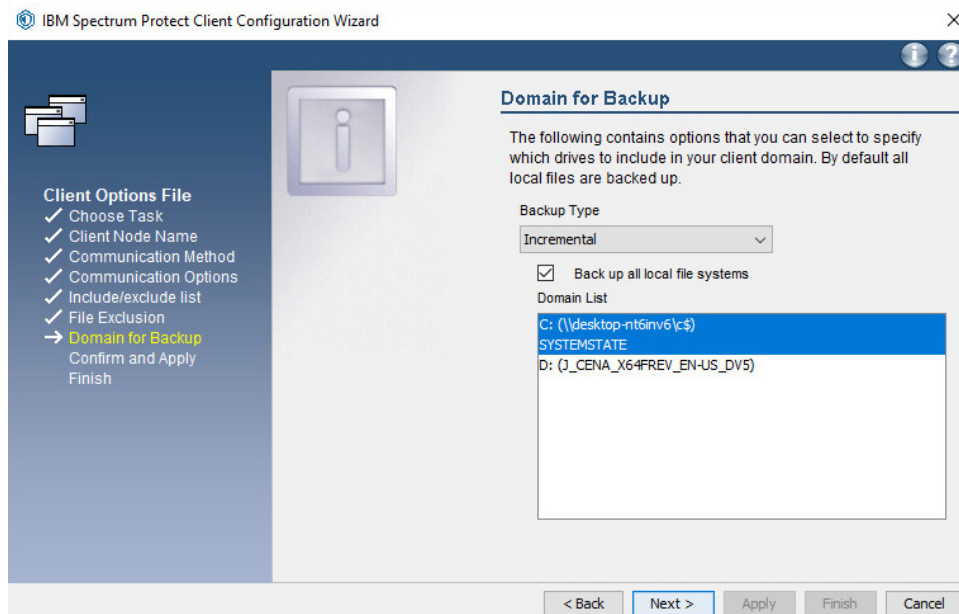 IBM Spectrum Protect Client Configuration Wizard
Client Options File
Choose Task
Client Node Name
Communication Method
Communication Options
Include/exclude list
File Exclusion
Domain for Backup
Confirm and Apply
Finish
Domain for Backup
The following contains options that you can select to specify
which drives to include in your client domain. By default all
local files are backed up.
Backup Type
Incremental
Back up all local file systems
Domain List
C: (\\desktop-nt6inv6\c$)
SYSTEMSTATE
D: (J_CENA_X64FREV_EN-US_DV5)
< Back Next > Apply Finish Cancel